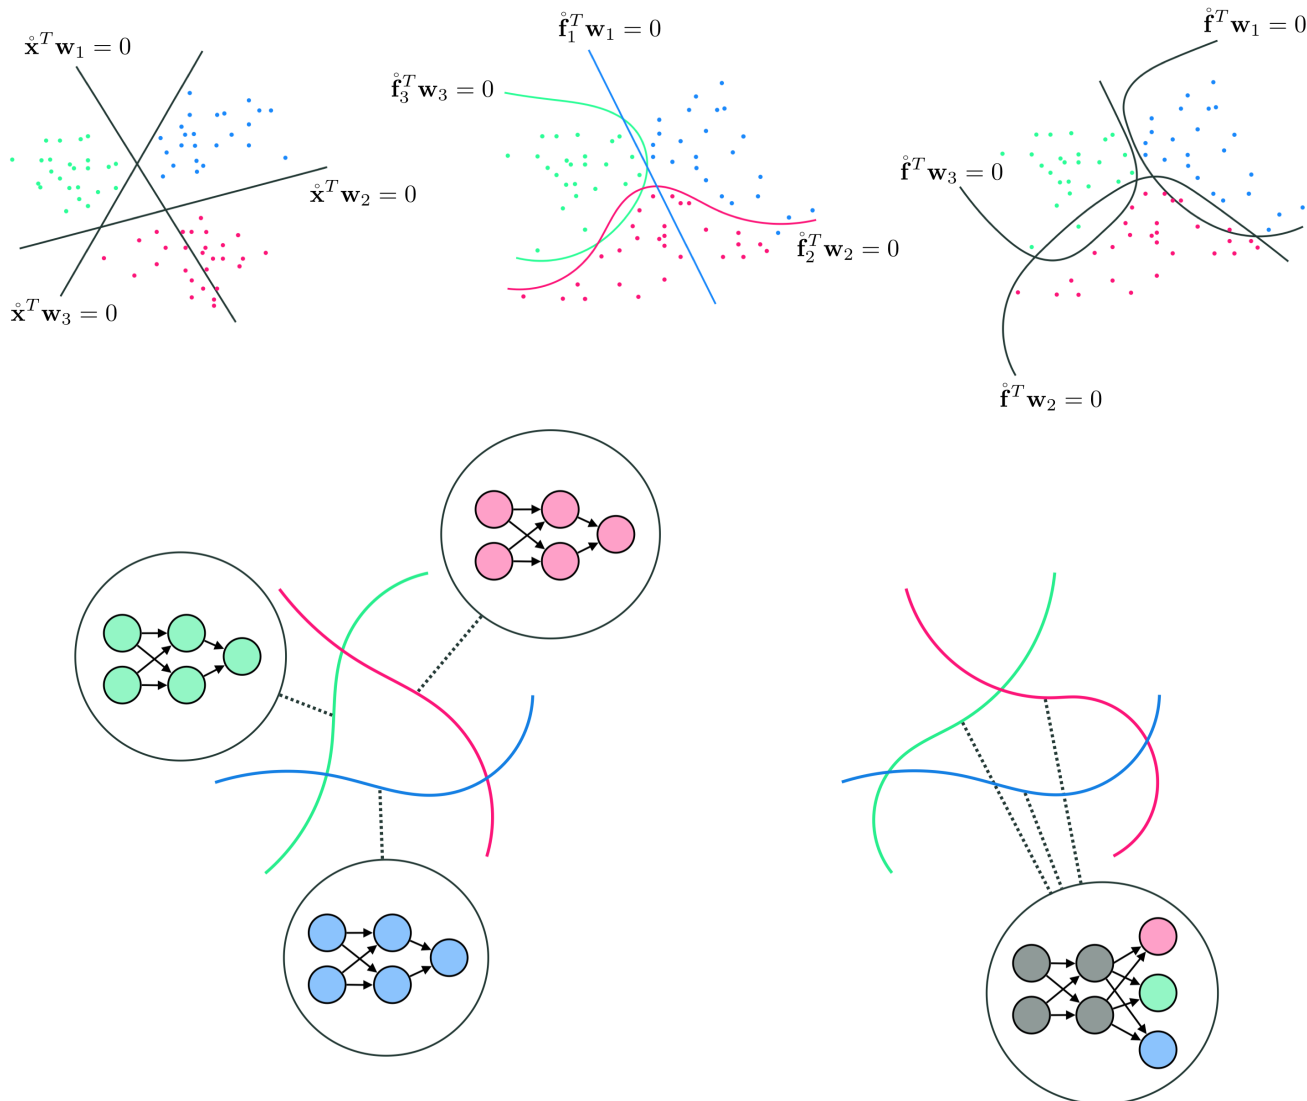 x̊ᵀw₁ = 0
x̊ᵀw₂ = 0
x̊ᵀw₃ = 0
f̊₁ᵀw₁ = 0
f̊₃ᵀw₃ = 0
f̊₂ᵀw₂ = 0
f̊ᵀw₁ = 0
f̊ᵀw₃ = 0
f̊ᵀw₂ = 0